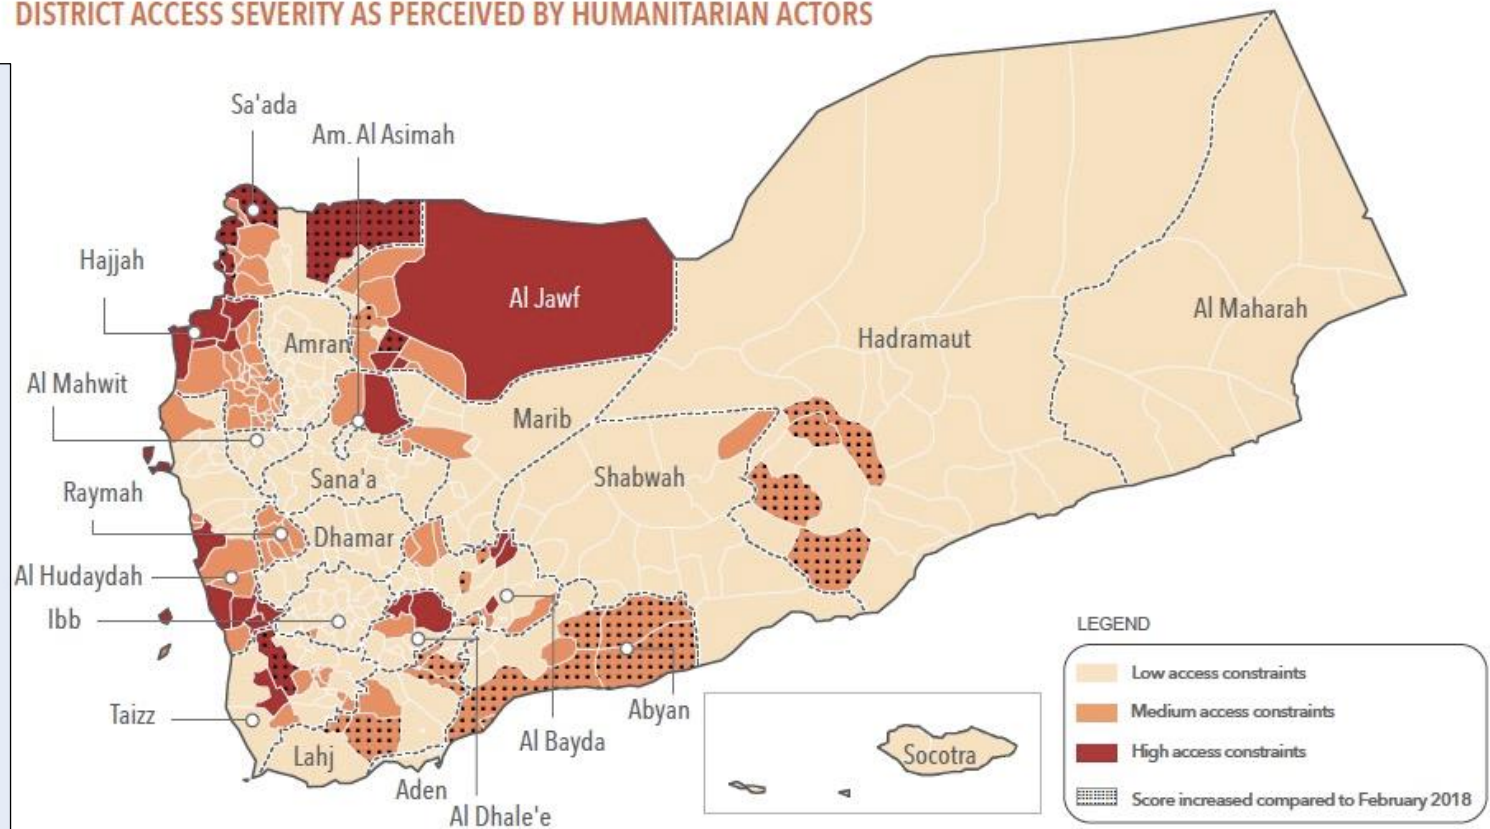 DISTRICT ACCESS SEVERITY AS PERCEIVED BY HUMANITARIAN ACTORS
Sa'ada
Am. Al Asimah
Hajjah
Al Jawf
Al Maharah
Amran
Hadramaut
Al Mahwit
Marib
Sana'a
Shabwah
Raymah
Dhamar
Al Hudaydah
Ibb
LEGEND
Low access constraints
Medium access constraints
High access constraints
Score increased compared to February 2018
Taizz
Abyan
Al Bayda
Lahj
Socotra
Aden
Al Dhale'e